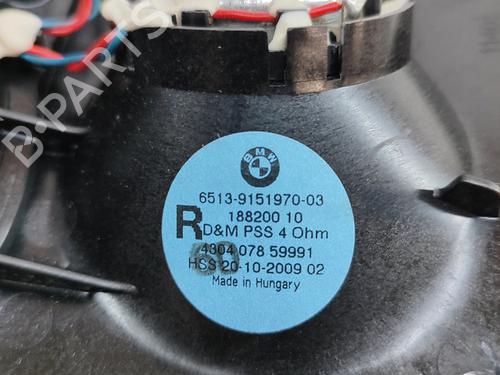 B-PARTS
BMW
6513-9151970-03
188200 10
R D&M PSS 4 Ohm
4304 078 59991
HSS 20-10-2009 02
Made in Hungary